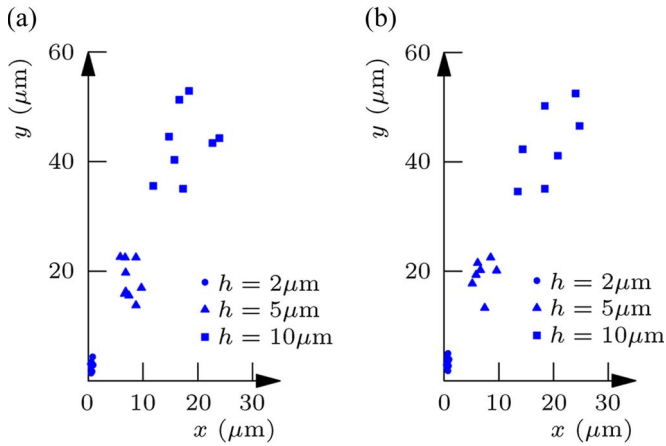 (a)
60
40
20
y (μm)
h = 2μm
h = 5μm
h = 10μm
0 10 20 30
x (μm)
(b)
60
40
20
y (μm)
h = 2μm
h = 5μm
h = 10μm
0 10 20 30
x (μm)